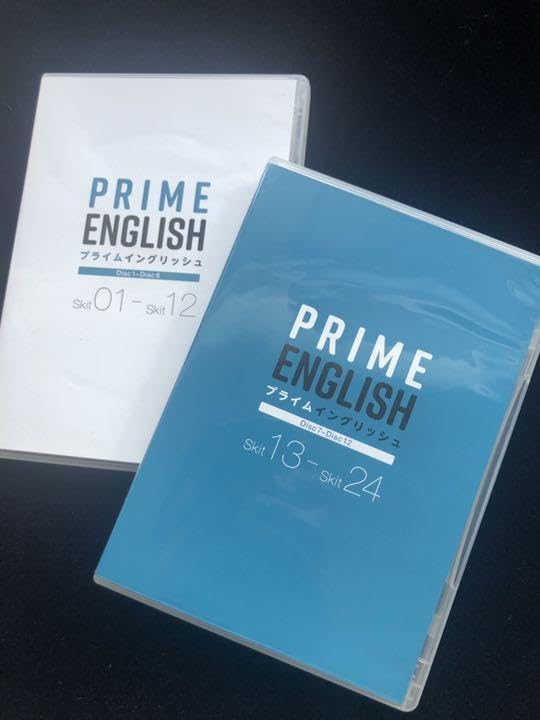 PRIME
ENGLISH
プライムイングリッシュ
Disc1~Disc6
Skit 01 - Skit 12
PRIME
ENGLISH
プライムイングリッシュ
Disc7~Disc12
Skit 13 - Skit 24